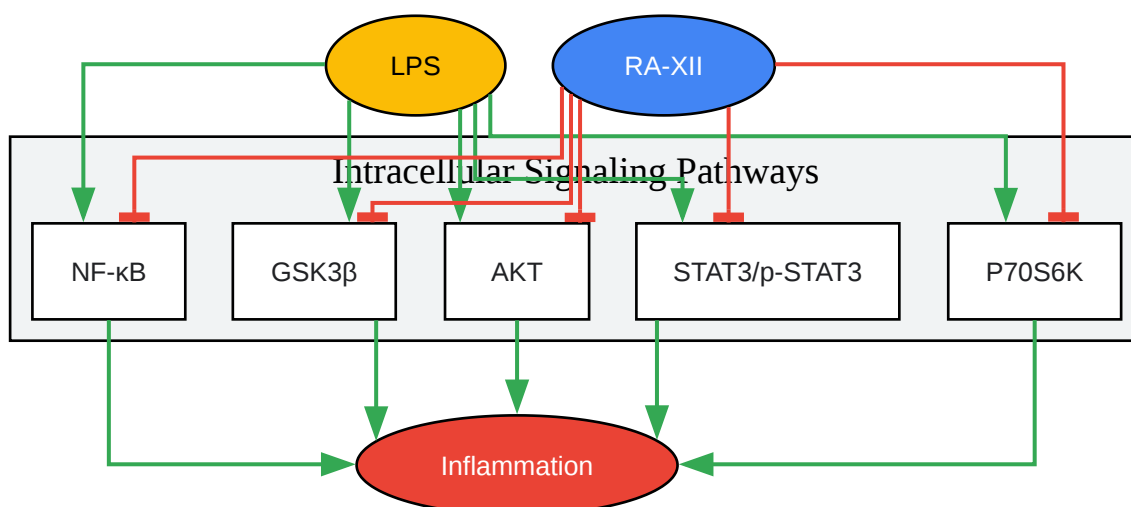 LPS
RA-XII
Intracellular Signaling Pathways
NF-κB
GSK3β
AKT
STAT3/p-STAT3
P70S6K
Inflammation